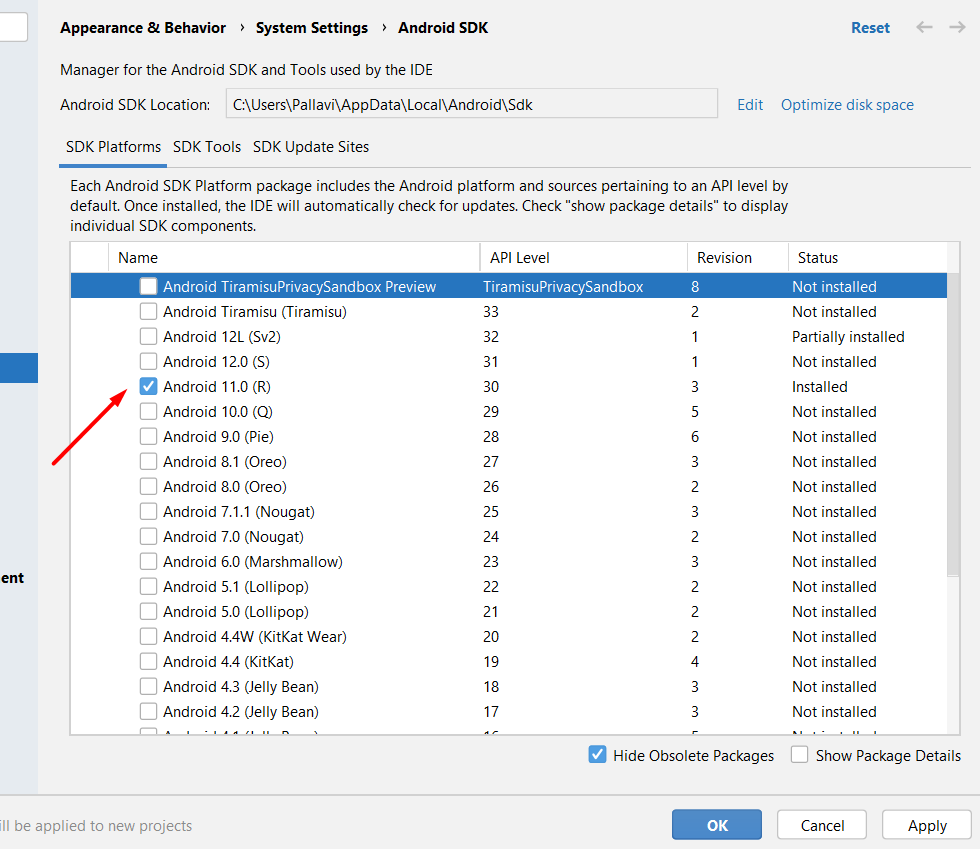 Appearance & Behavior › System Settings › Android SDK Reset
Manager for the Android SDK and Tools used by the IDE
Android SDK Location: C:\Users\Pallavi\AppData\Local\Android\Sdk Edit Optimize disk space
SDK Platforms SDK Tools SDK Update Sites
Each Android SDK Platform package includes the Android platform and sources pertaining to an API level by
default. Once installed, the IDE will automatically check for updates. Check "show package details" to display
individual SDK components.
Name API Level Revision Status
Android TiramisuPrivacySandbox Preview TiramisuPrivacySandbox 8 Not installed
Android Tiramisu (Tiramisu) 33 2 Not installed
Android 12L (Sv2) 32 1 Partially installed
Android 12.0 (S) 31 1 Not installed
Android 11.0 (R) 30 3 Installed
Android 10.0 (Q) 29 5 Not installed
Android 9.0 (Pie) 28 6 Not installed
Android 8.1 (Oreo) 27 3 Not installed
Android 8.0 (Oreo) 26 2 Not installed
Android 7.1.1 (Nougat) 25 3 Not installed
Android 7.0 (Nougat) 24 2 Not installed
Android 6.0 (Marshmallow) 23 3 Not installed
ent
Android 5.1 (Lollipop) 22 2 Not installed
Android 5.0 (Lollipop) 21 2 Not installed
Android 4.4W (KitKat Wear) 20 2 Not installed
Android 4.4 (KitKat) 19 4 Not installed
Android 4.3 (Jelly Bean) 18 3 Not installed
Android 4.2 (Jelly Bean) 17 3 Not installed
Hide Obsolete Packages Show Package Details
ill be applied to new projects
OK Cancel Apply